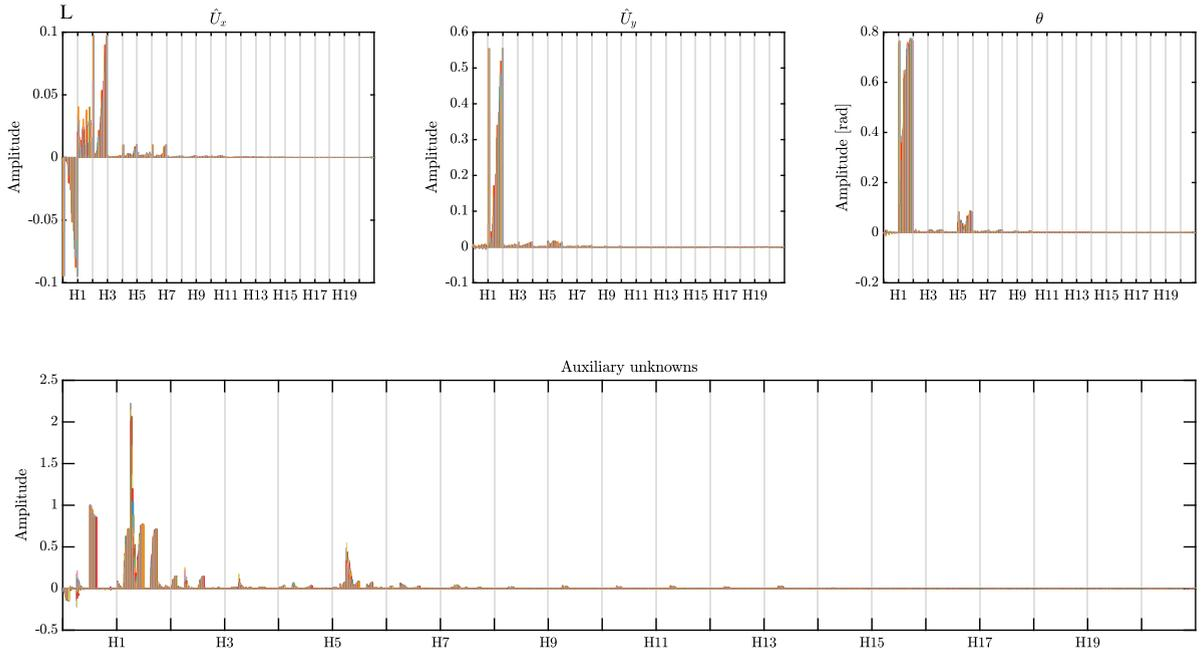 L
Û_x
0.1
0.05
0
-0.05
-0.1
Amplitude
H1 H3 H5 H7 H9 H11 H13 H15 H17 H19
Û_y
0.6
0.5
0.4
0.3
0.2
0.1
0
-0.1
Amplitude
H1 H3 H5 H7 H9 H11 H13 H15 H17 H19
θ
0.8
0.6
0.4
0.2
0
-0.2
Amplitude [rad]
H1 H3 H5 H7 H9 H11 H13 H15 H17 H19
Auxiliary unknowns
2.5
2
1.5
1
0.5
0
-0.5
Amplitude
H1 H3 H5 H7 H9 H11 H13 H15 H17 H19